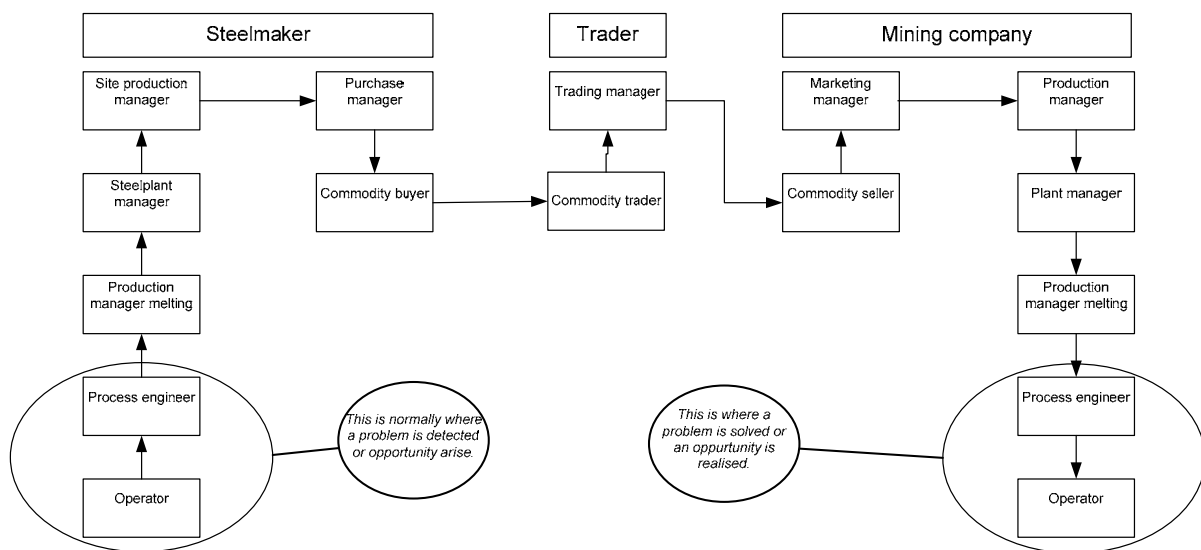 Steelmaker
Trader
Mining company
Site production
manager
Purchase
manager
Trading manager
Marketing
manager
Production
manager
Steelplant
manager
Commodity buyer
Commodity trader
Commodity seller
Plant manager
Production
manager melting
Production
manager melting
Process engineer
This is normally where
a problem is detected
or opportunity arise.
This is where a
problem is solved or
an oppurtunity is
realised.
Process engineer
Operator
Operator